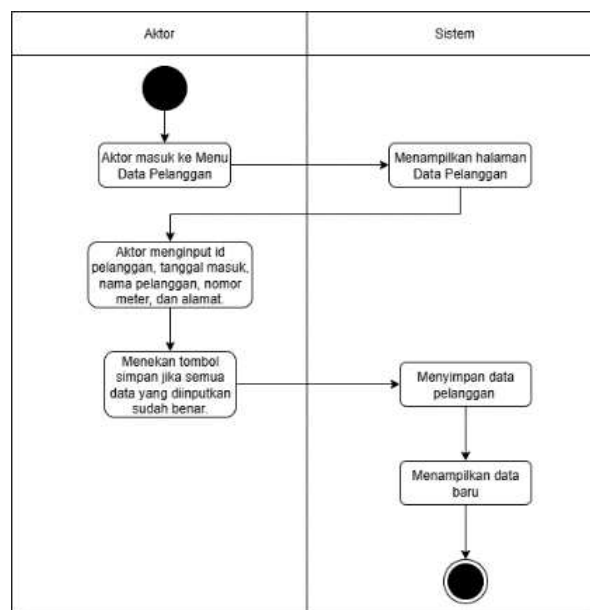 Aktor
Sistem
Aktor masuk ke Menu
Data Pelanggan
Menampilkan halaman
Data Pelanggan
Aktor menginput id
pelanggan, tanggal masuk,
nama pelanggan, nomor
meter, dan alamat.
Menekan tombol
simpan jika semua
data yang diinputkan
sudah benar.
Menyimpan data
pelanggan
Menampilkan data
baru